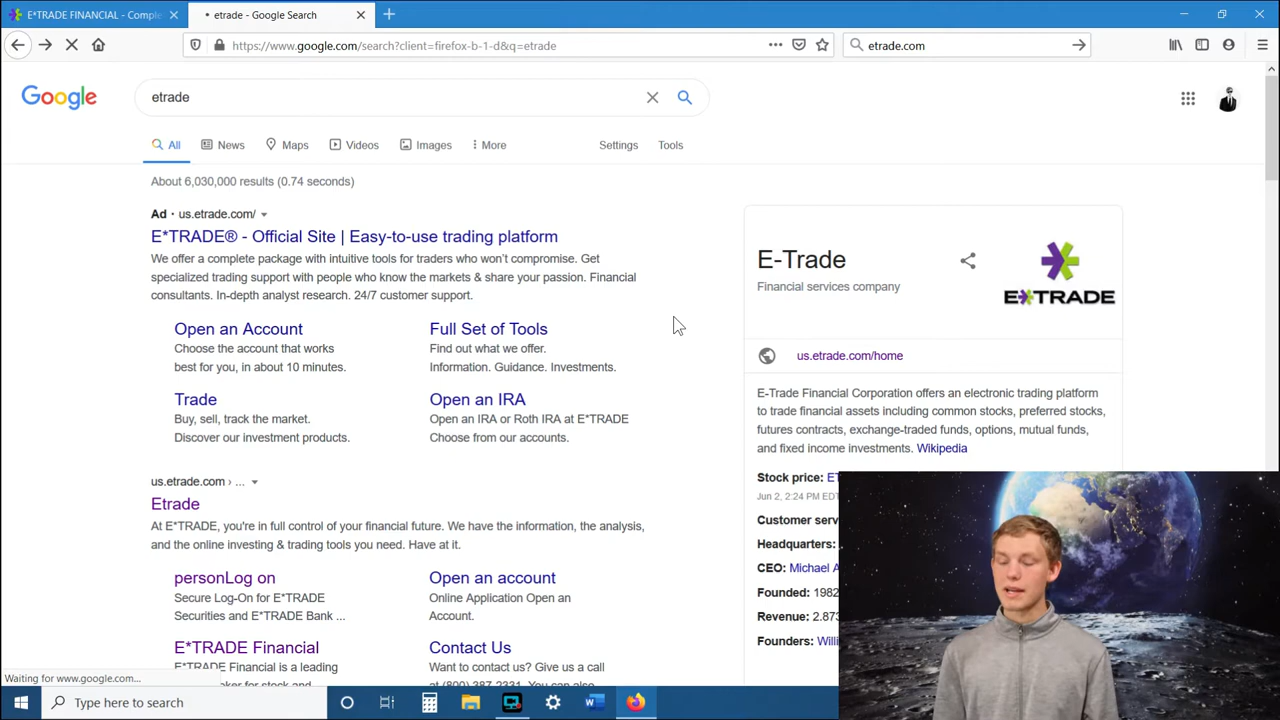 E*TRADE FINANCIAL - Comple
etrade - Google Search
https://www.google.com/search?client=firefox-b-1-d&q=etrade
etrade.com
Google
etrade
All
News
Maps
Videos
Images
More
Settings
Tools
About 6,030,000 results (0.74 seconds)
Ad · us.etrade.com/
E*TRADE® - Official Site | Easy-to-use trading platform
We offer a complete package with intuitive tools for traders who won't compromise. Get
specialized trading support with people who know the markets & share your passion. Financial
consultants. In-depth analyst research. 24/7 customer support.
Open an Account
Choose the account that works
best for you, in about 10 minutes.
Full Set of Tools
Find out what we offer.
Information. Guidance. Investments.
Trade
Buy, sell, track the market.
Discover our investment products.
Open an IRA
Open an IRA or Roth IRA at E*TRADE
Choose from our accounts.
us.etrade.com › ...
Etrade
At E*TRADE, you're in full control of your financial future. We have the information, the analysis,
and the online investing & trading tools you need. Have at it.
personLog on
Secure Log-On for E*TRADE
Securities and E*TRADE Bank ...
Open an account
Online Application Open an
Account.
E*TRADE Financial
E*TRADE Financial is a leading
Contact Us
Want to contact us? Give us a call
at (800) 387-2331. You can also
E-Trade
Financial services company
E*TRADE
us.etrade.com/home
E-Trade Financial Corporation offers an electronic trading platform
to trade financial assets including common stocks, preferred stocks,
futures contracts, exchange-traded funds, options, mutual funds,
and fixed income investments. Wikipedia
Stock price: ET
Jun 2, 2:24 PM EDT
Customer serv
Headquarters:
CEO: Michael A
Founded: 1982
Revenue: 2.873
Founders: Willi
Waiting for www.google.com...
Type here to search